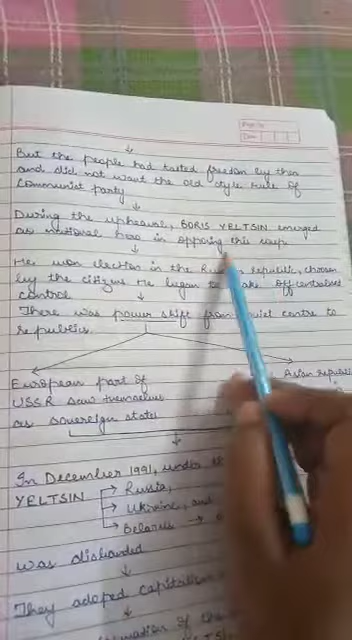 But the people had tasted freedom by then
and did not want the old style rule of
Communist party
During the upheaval, BORIS YELTSIN emerged
as national hero in opposing this coup
He won election in the Russian republic, chosen
by the citizens He began to take off centralised
control
There was power shift from Soviet centre to
republics.
European part of
USSR saw themselves
as sovereign states
Asian
In December 1991, under
YELTSIN
Russia,
Ukraine, and
Belarus
was disbanded
They adoped
of the